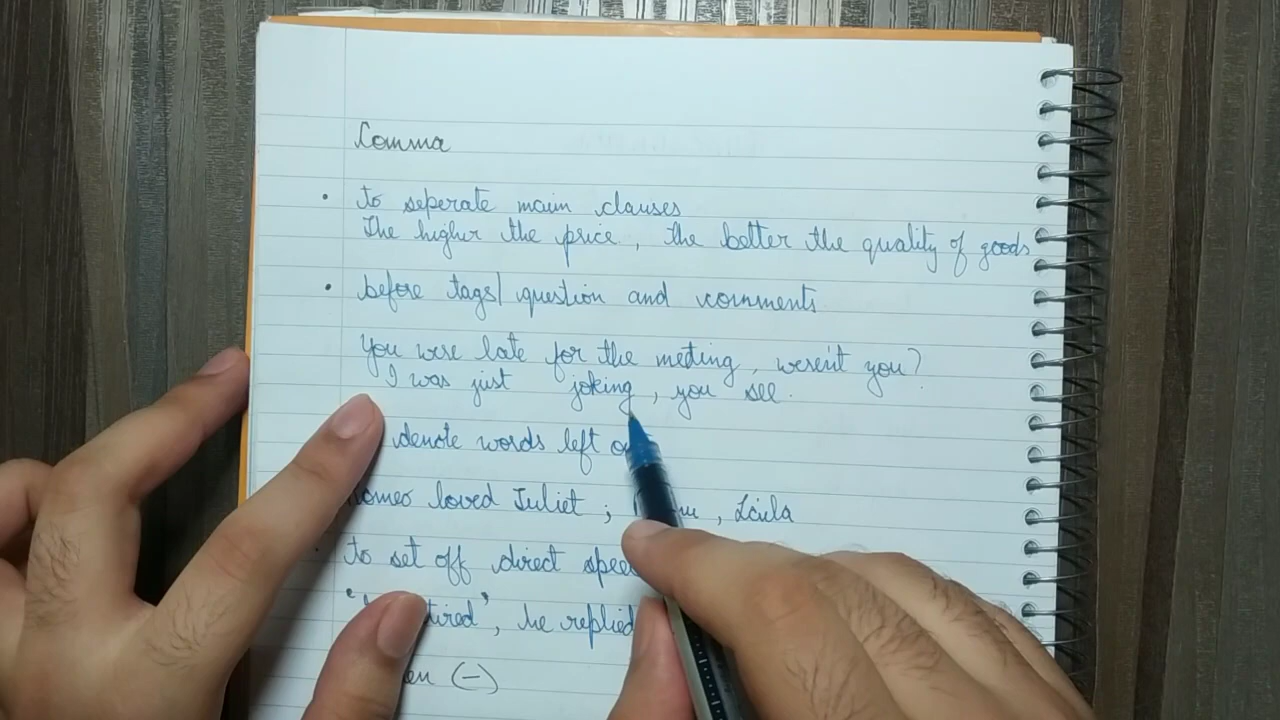 Comma
• to seperate main clauses
The higher the price, the better the quality of goods
• before tags/ question and comments
You were late for the meeting, weren't you?
I was just joking, you see.
denote words left
Romeo loved Juliet ; , Leila
to set off direct
tired', he replied
(-)